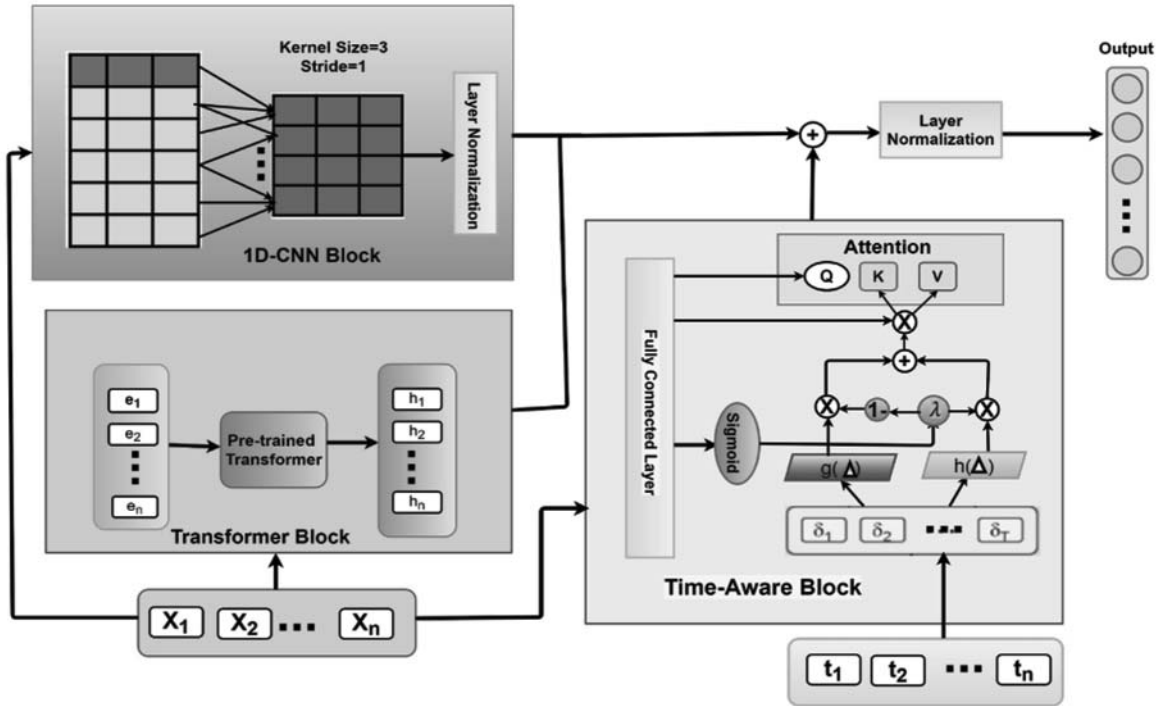 Kernel Size=3
Stride=1
Layer Normalization
1D-CNN Block
Output
Layer
Normalization
+
Attention
Q
K
V
X
+
X
1-
λ
X
Fully Connected Layer
Sigmoid
g(Δ)
h(Δ)
δ1
δ2
δT
Time-Aware Block
e1
e2
en
Pre-trained
Transformer
h1
h2
hn
Transformer Block
X1
X2
Xn
t1
t2
tn